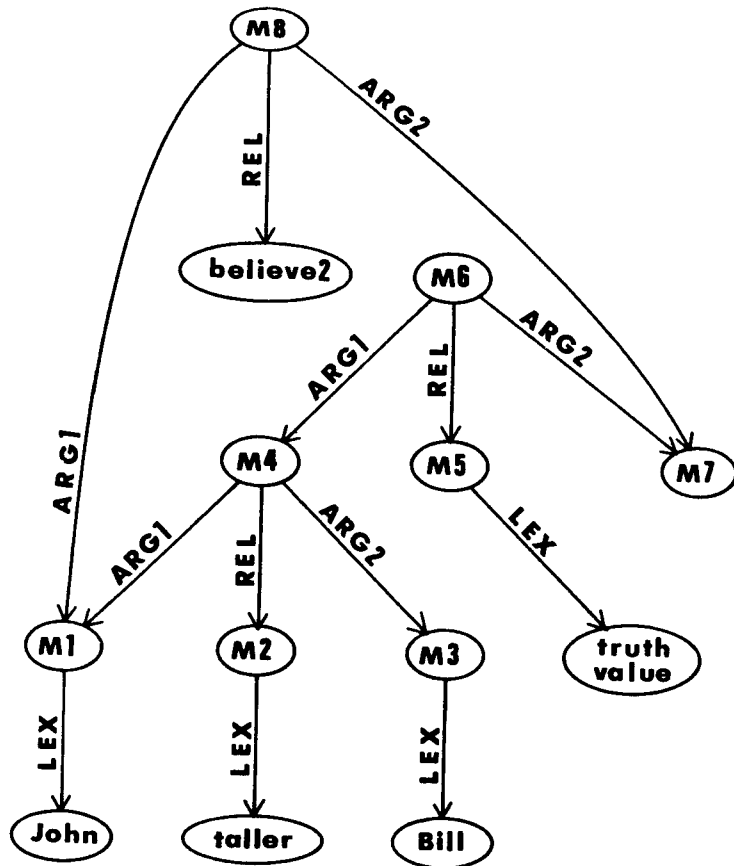 M8
ARG2
REL
believe2
M6
ARG1
REL
ARG2
ARG1
M4
M5
M7
ARG1
REL
ARG2
LEX
M1
M2
M3
truth
value
LEX
LEX
LEX
John
taller
Bill